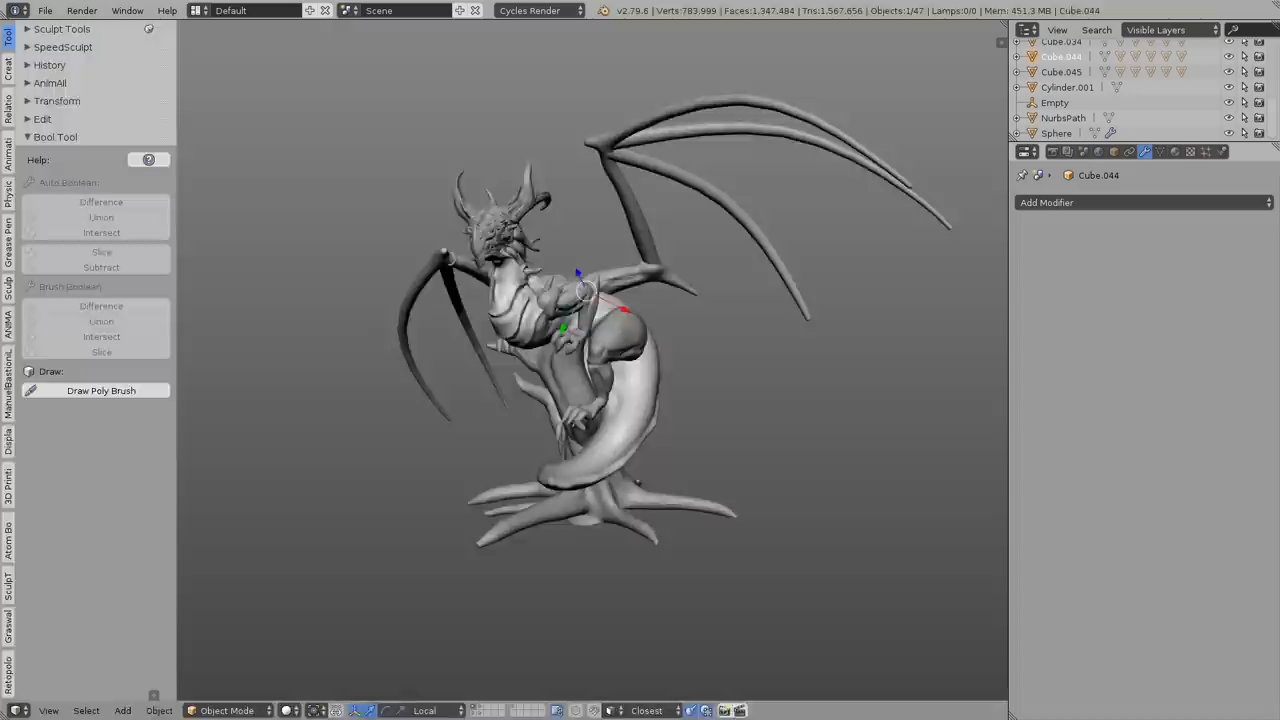 File Render Window Help Default Scene Cycles Render v2.79.6 | Verts:783,999 | Faces:1,347,484 | Tris:1,567,656 | Objects:1/47 | Lamps:0/0 | Mem: 451.3 MB | Cube.044
View Search Visible Layers
Cube.034
Cube.044
Cube.045
Cylinder.001
Empty
NurbsPath
Sphere
Cube.044
Add Modifier
Tool
Creat
Relatio
Animati
Physic
Grease Pen
Sculp
ANIMA
ManuelBastioniL
Displa
3D Printi
Atom Bo
SculpT
Graswal
Retopolo
Sculpt Tools
SpeedSculpt
History
AnimAll
Transform
Edit
Bool Tool
Help:
Auto Boolean:
Difference
Union
Intersect
Slice
Subtract
Brush Boolean:
Difference
Union
Intersect
Slice
Draw:
Draw Poly Brush
View Select Add Object Object Mode Local Closest